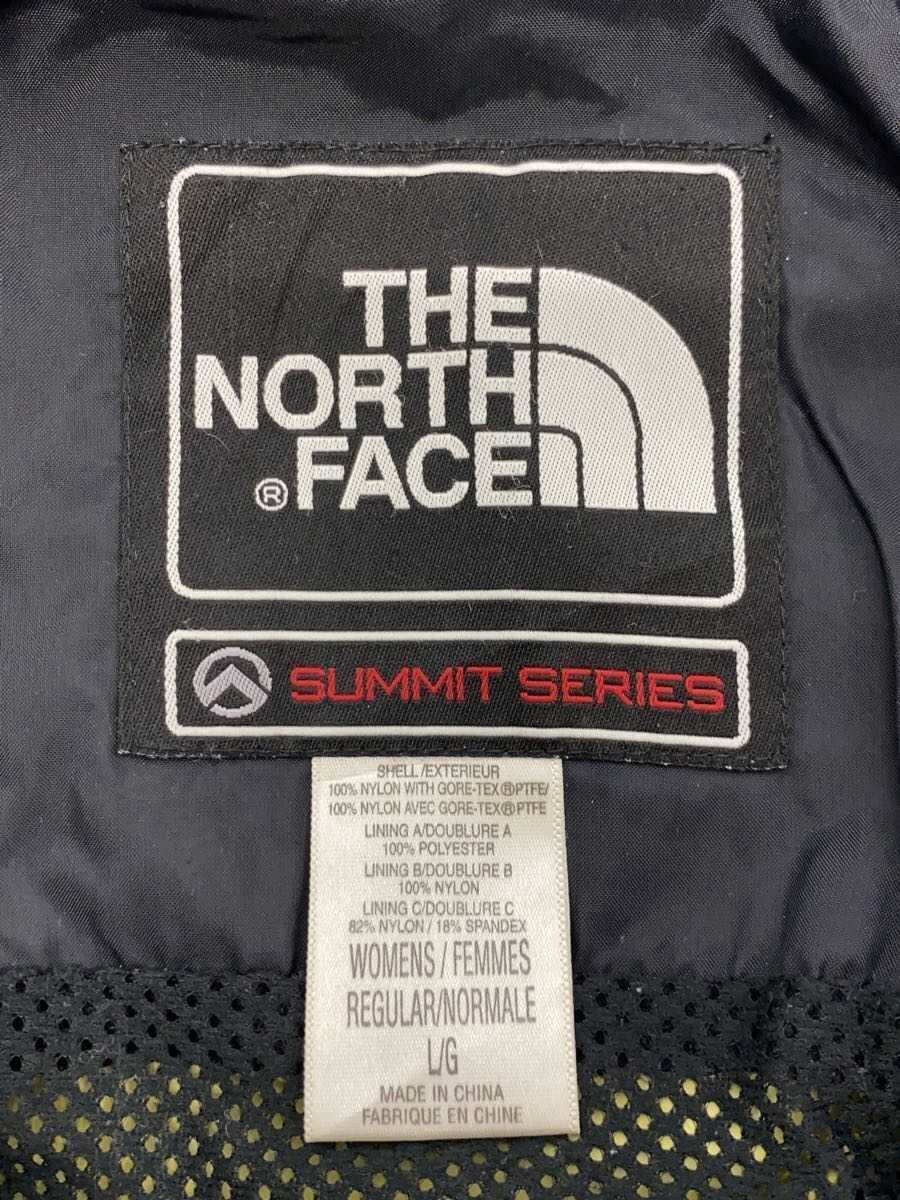 THE
NORTH
®FACE
SUMMIT SERIES
SHELL/EXTERIEUR
100% NYLON WITH GORE-TEX®PTFE/
100% NYLON AVEC GORE-TEX®PTFE
LINING A/DOUBLURE A
100% POLYESTER
LINING B/DOUBLURE B
100% NYLON
LINING C/DOUBLURE C
82% NYLON / 18% SPANDEX
WOMENS / FEMMES
REGULAR/NORMALE
L/G
MADE IN CHINA
FABRIQUE EN CHINE